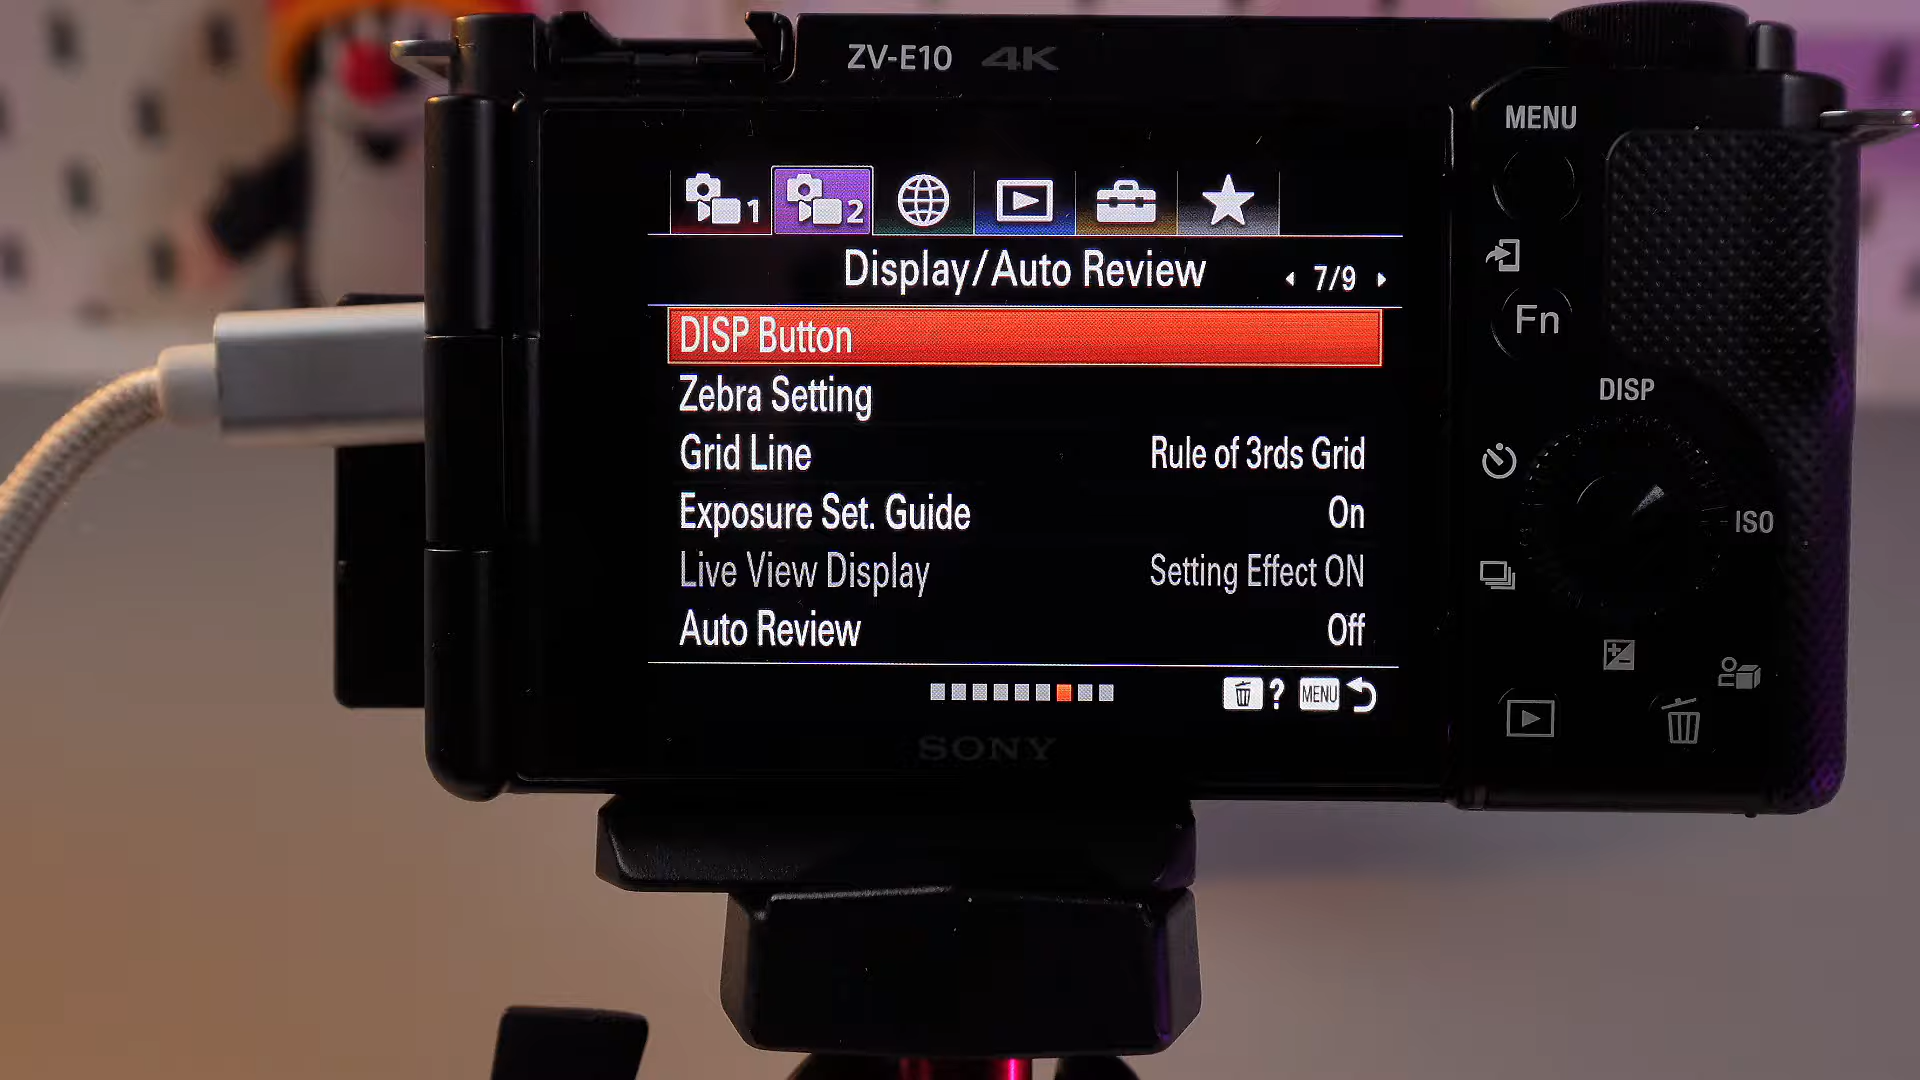 ZV-E10 4K
MENU
1 2
Display/Auto Review 7/9
DISP Button
Zebra Setting
Grid Line Rule of 3rds Grid
Exposure Set. Guide On
Live View Display Setting Effect ON
Auto Review Off
? MENU
SONY
Fn
DISP
ISO